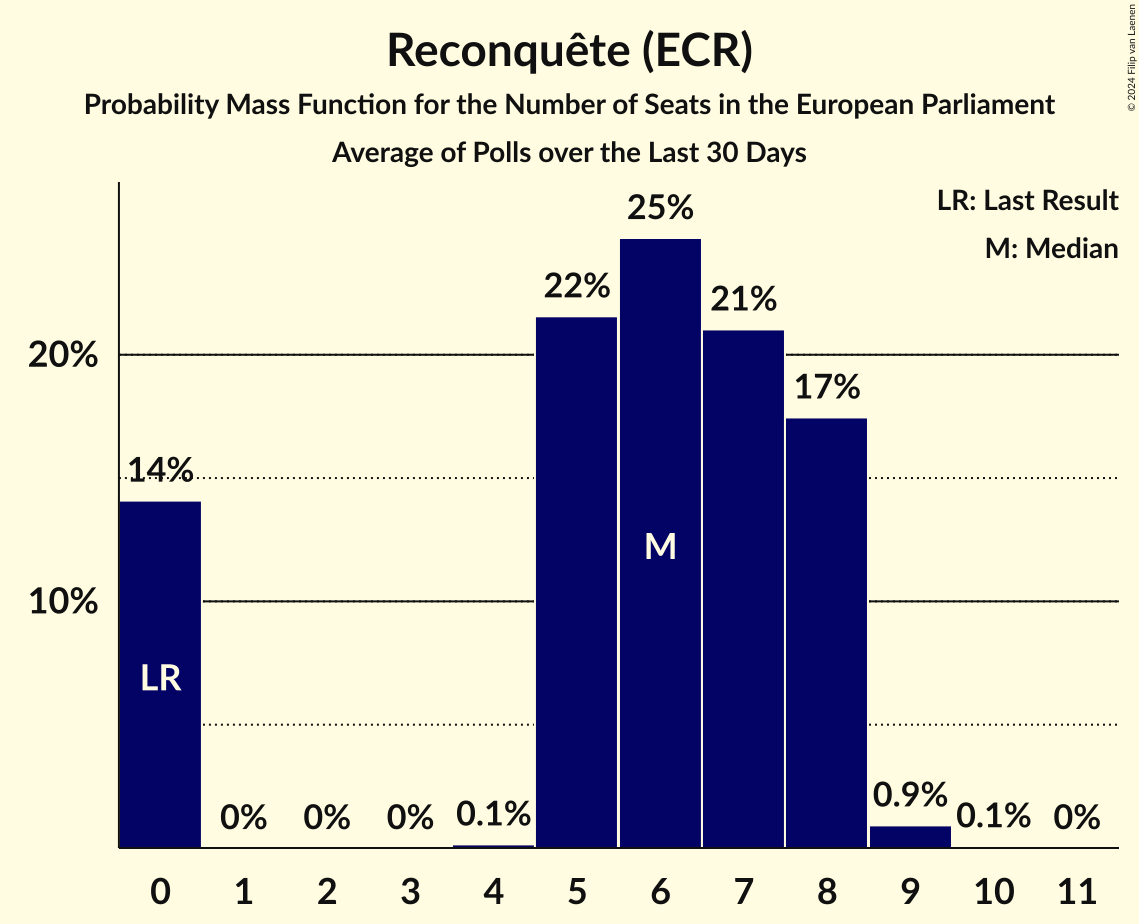 Reconquête (ECR)
Probability Mass Function for the Number of Seats in the European Parliament
Average of Polls over the Last 30 Days
© 2024 Filip van Laenen
LR: Last Result
M: Median
20%
10%
14%
0%
0%
0%
0.1%
22%
25%
21%
17%
0.9%
0.1%
0%
LR
M
0 1 2 3 4 5 6 7 8 9 10 11